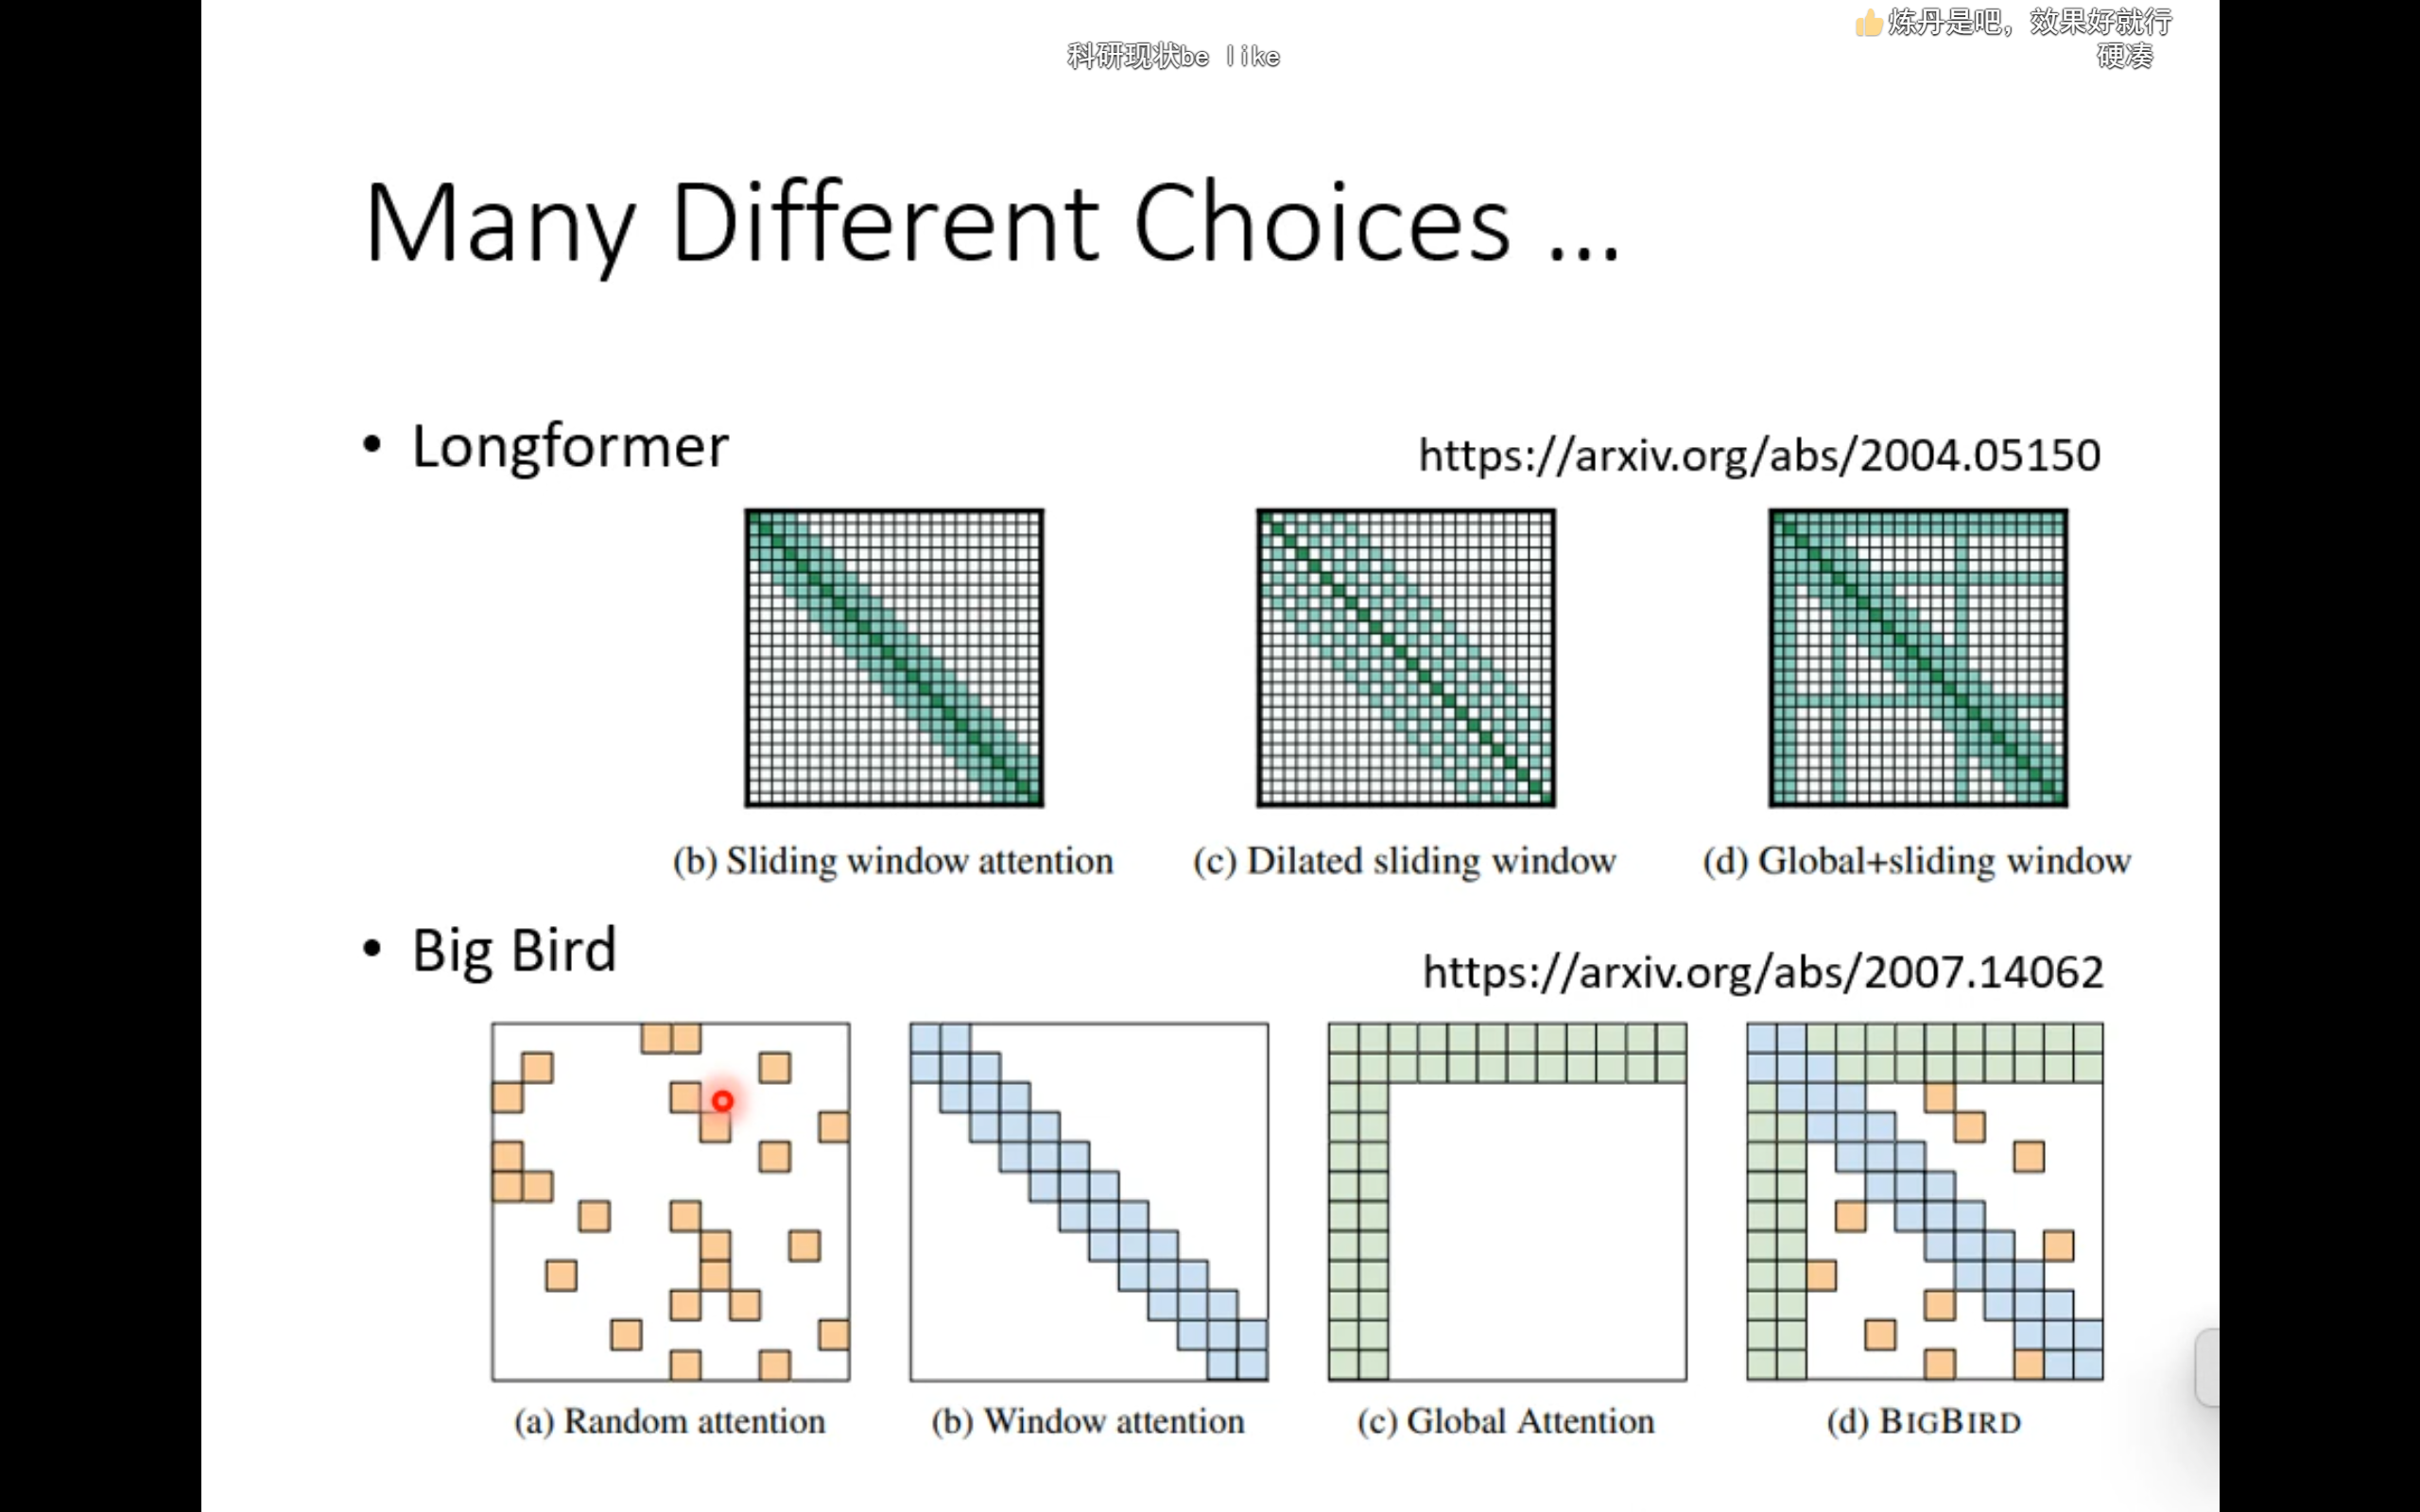 👍炼丹是吧，效果好就行
科研现状be like
硬凑
Many Different Choices ...
• Longformer
https://arxiv.org/abs/2004.05150
(b) Sliding window attention
(c) Dilated sliding window
(d) Global+sliding window
• Big Bird
https://arxiv.org/abs/2007.14062
(a) Random attention
(b) Window attention
(c) Global Attention
(d) BIGBIRD